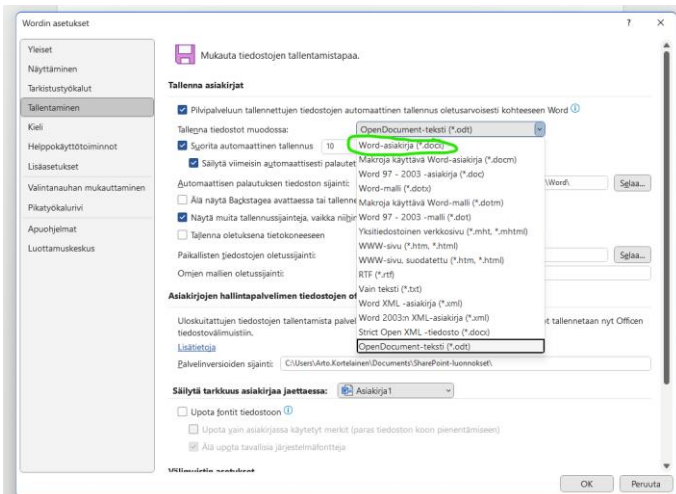 Wordin asetukset
?
Yleiset
Näyttäminen
Tarkistustyökalut
Tallentaminen
Kieli
Helppokäyttötoiminnot
Lisäasetukset
Valintanauhan mukauttaminen
Pikatyökalurivi
Apuohjelmat
Luottamuskeskus
Mukauta tiedostojen tallentamistapaa.
Tallenna asiakirjat
Pilvipalveluun tallennettujen tiedostojen automaattinen tallennus oletusarvoisesti kohteeseen Word
Tallenna tiedostot muodossa: OpenDocument-teksti (*.odt)
Suorita automaattinen tallennus 10
Word-asiakirja (*.docx)
Säilytä viimeisin automaattisesti palautet
Makroja käyttävä Word-asiakirja (*.docm)
Word 97 - 2003 -asiakirja (*.doc)
Automaattisen palautuksen tiedoston sijainti:
\Word\ Selaa...
Word-malli (*.dotx)
Älä näytä Backstagea avattaessa tai tallenne
Makroja käyttävä Word-malli (*.dotm)
Näytä muita tallennussijainteja, vaikka niihin
Word 97 - 2003 -malli (*.dot)
Tallenna oletuksena tietokoneeseen
Yksitiedostoinen verkkosivu (*.mht, *.mhtml)
WWW-sivu (*.htm, *.html)
Paikallisten tiedostojen oletussijainti:
Selaa...
WWW-sivu, suodatettu (*.htm, *.html)
Omien mallien oletussijainti:
RTF (*.rtf)
Vain teksti (*.txt)
Asiakirjojen hallintapalvelimen tiedostojen of
Word XML -asiakirja (*.xml)
Word 2003:n XML-asiakirja (*.xml)
Uloskuitattujen tiedostojen tallentamista palvel
t tallennetaan nyt Officen
Strict Open XML -tiedosto (*.docx)
tiedostovälimuistiin.
OpenDocument-teksti (*.odt)
Lisätietoja
Palvelinversioiden sijainti: C:\Users\Arto.Kortelainen\Documents\SharePoint-luonnokset\
Säilytä tarkkuus asiakirjaa jaettaessa: Asiakirja1
Upota fontit tiedostoon
Upota vain asiakirjassa käytetyt merkit (paras tiedoston koon pienentämiseen)
Älä upota tavallisia järjestelmäfontteja
Välimuistin asetukset
OK Peruuta